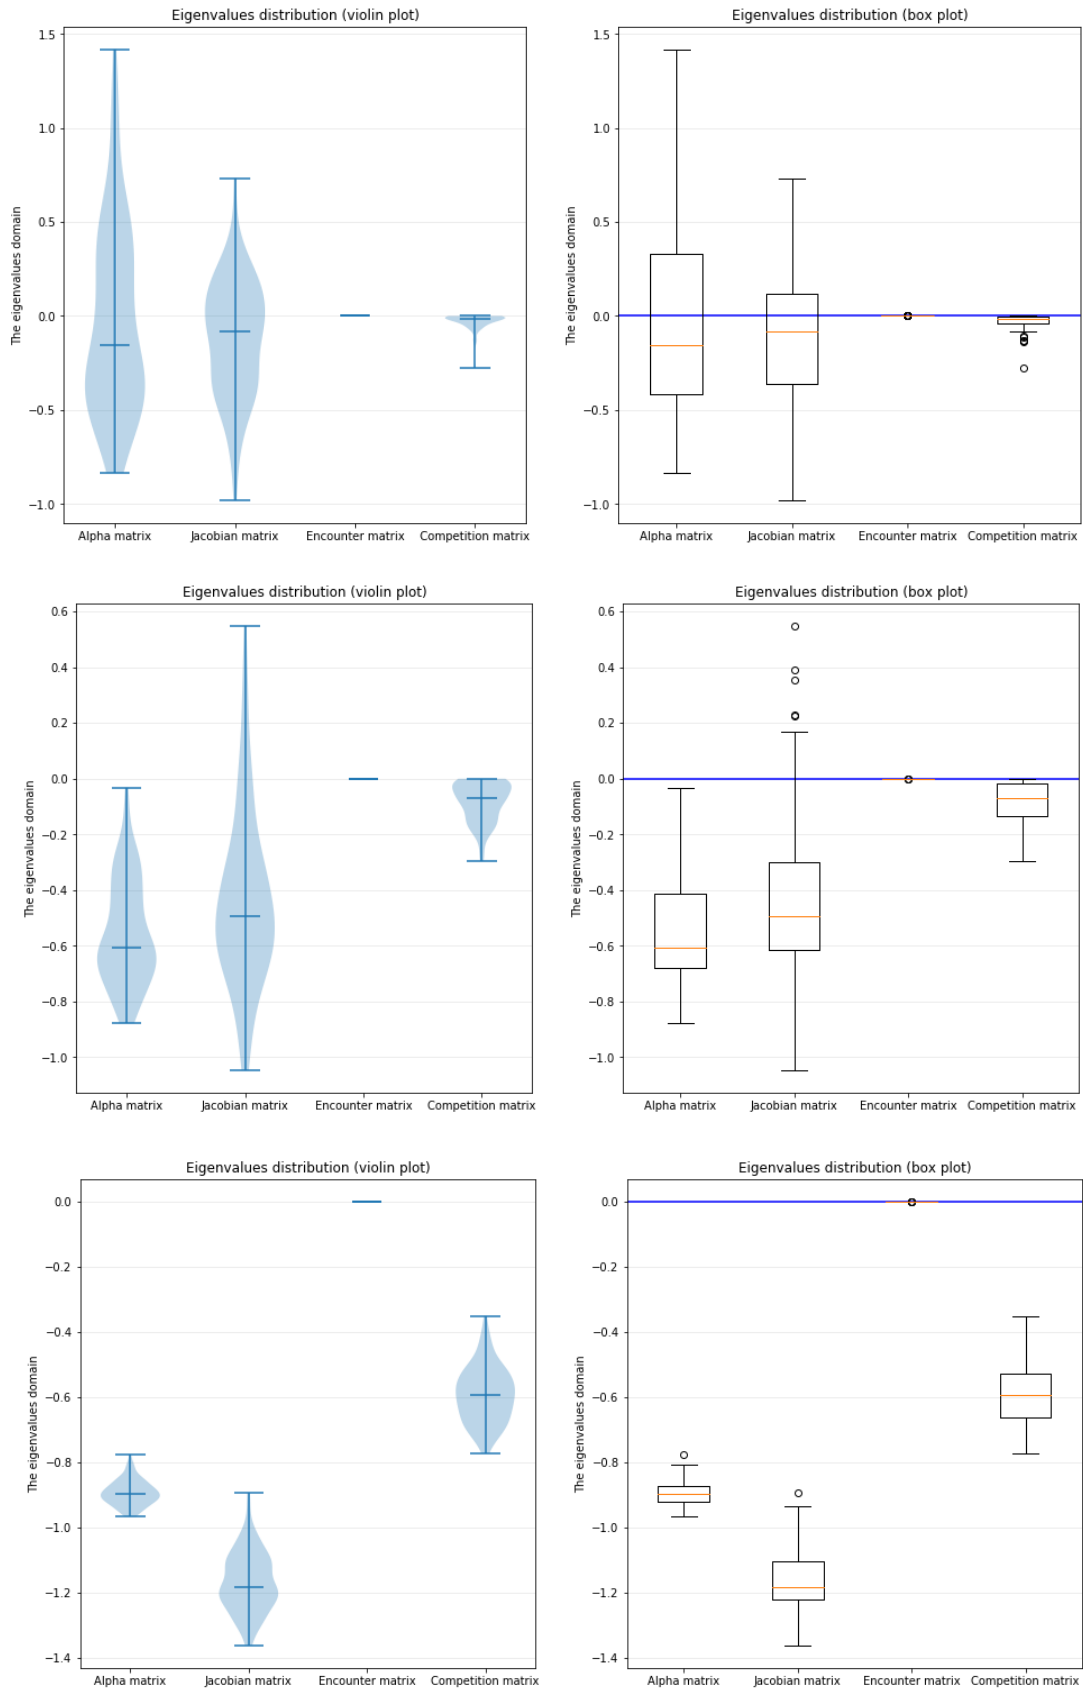 Eigenvalues distribution (violin plot)
The eigenvalues domain
1.5
1.0
0.5
0.0
−0.5
−1.0
Alpha matrix Jacobian matrix Encounter matrix Competition matrix
Eigenvalues distribution (box plot)
The eigenvalues domain
1.5
1.0
0.5
0.0
−0.5
−1.0
Alpha matrix Jacobian matrix Encounter matrix Competition matrix
Eigenvalues distribution (violin plot)
The eigenvalues domain
0.6
0.4
0.2
0.0
−0.2
−0.4
−0.6
−0.8
−1.0
Alpha matrix Jacobian matrix Encounter matrix Competition matrix
Eigenvalues distribution (box plot)
The eigenvalues domain
0.6
0.4
0.2
0.0
−0.2
−0.4
−0.6
−0.8
−1.0
Alpha matrix Jacobian matrix Encounter matrix Competition matrix
Eigenvalues distribution (violin plot)
The eigenvalues domain
0.0
−0.2
−0.4
−0.6
−0.8
−1.0
−1.2
−1.4
Alpha matrix Jacobian matrix Encounter matrix Competition matrix
Eigenvalues distribution (box plot)
The eigenvalues domain
0.0
−0.2
−0.4
−0.6
−0.8
−1.0
−1.2
−1.4
Alpha matrix Jacobian matrix Encounter matrix Competition matrix